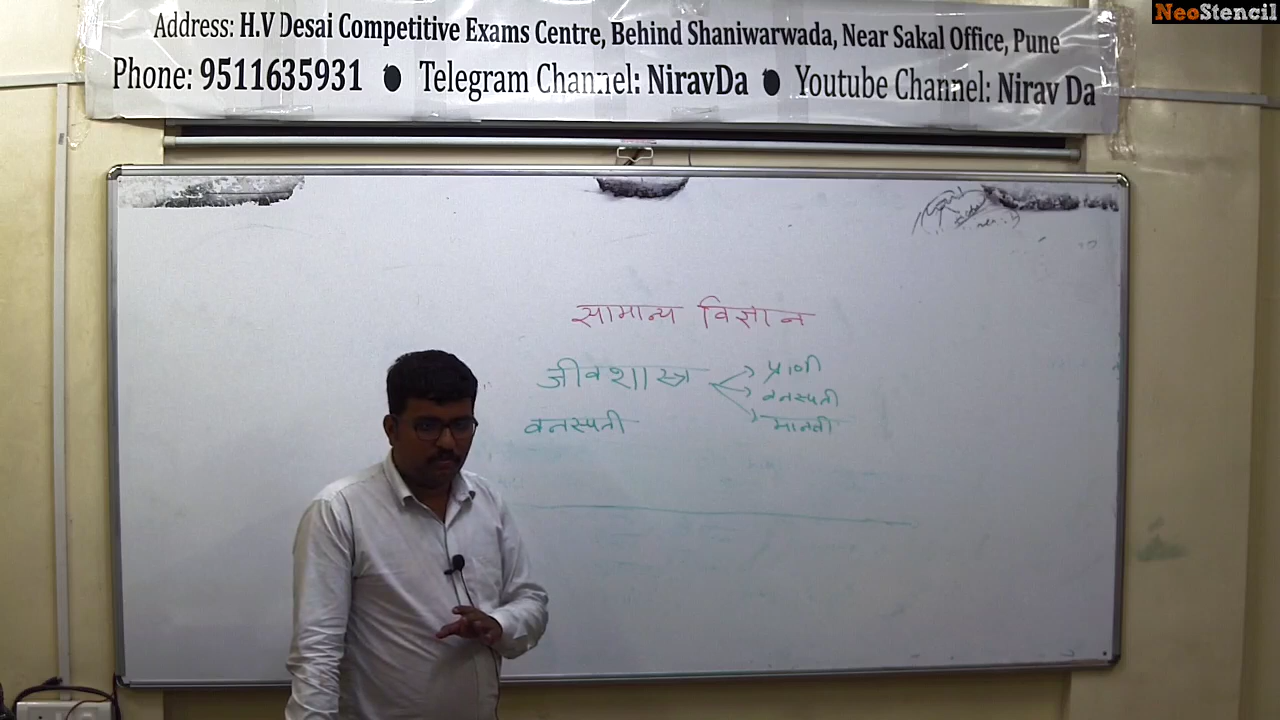 NeoStencil
Address: H.V Desai Competitive Exams Centre, Behind Shaniwarwada, Near Sakal Office, Pune
Phone: 9511635931 ● Telegram Channel: NiravDa ● Youtube Channel: Nirav Da
सामान्य विज्ञान
जीवशास्त्र
प्राणी
वनस्पती
वनस्पती